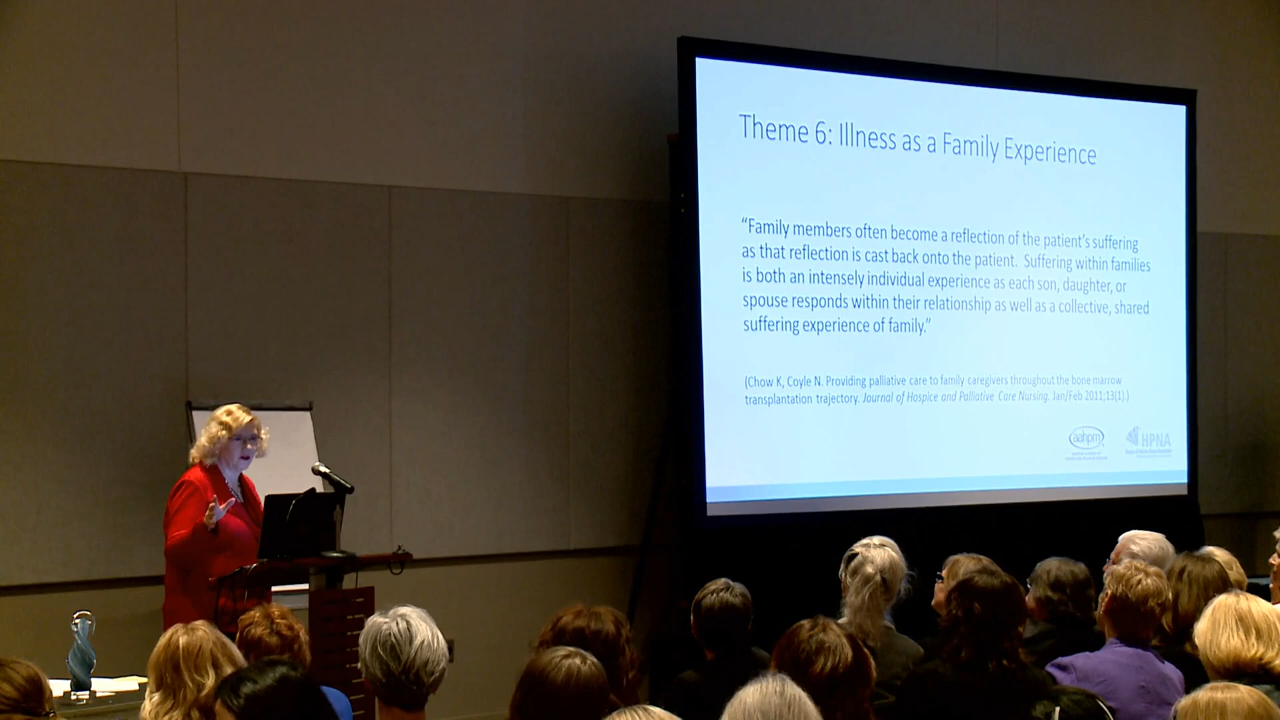 Theme 6: Illness as a Family Experience
“Family members often become a reflection of the patient’s suffering
as that reflection is cast back onto the patient.  Suffering within families
is both an intensely individual experience as each son, daughter, or
spouse responds within their relationship as well as a collective, shared
suffering experience of family.”
(Chow K, Coyle N. Providing palliative care to family caregivers throughout the bone marrow
transplantation trajectory. Journal of Hospice and Palliative Care Nursing. Jan/Feb 2011;13(1).)
aahpm
HPNA